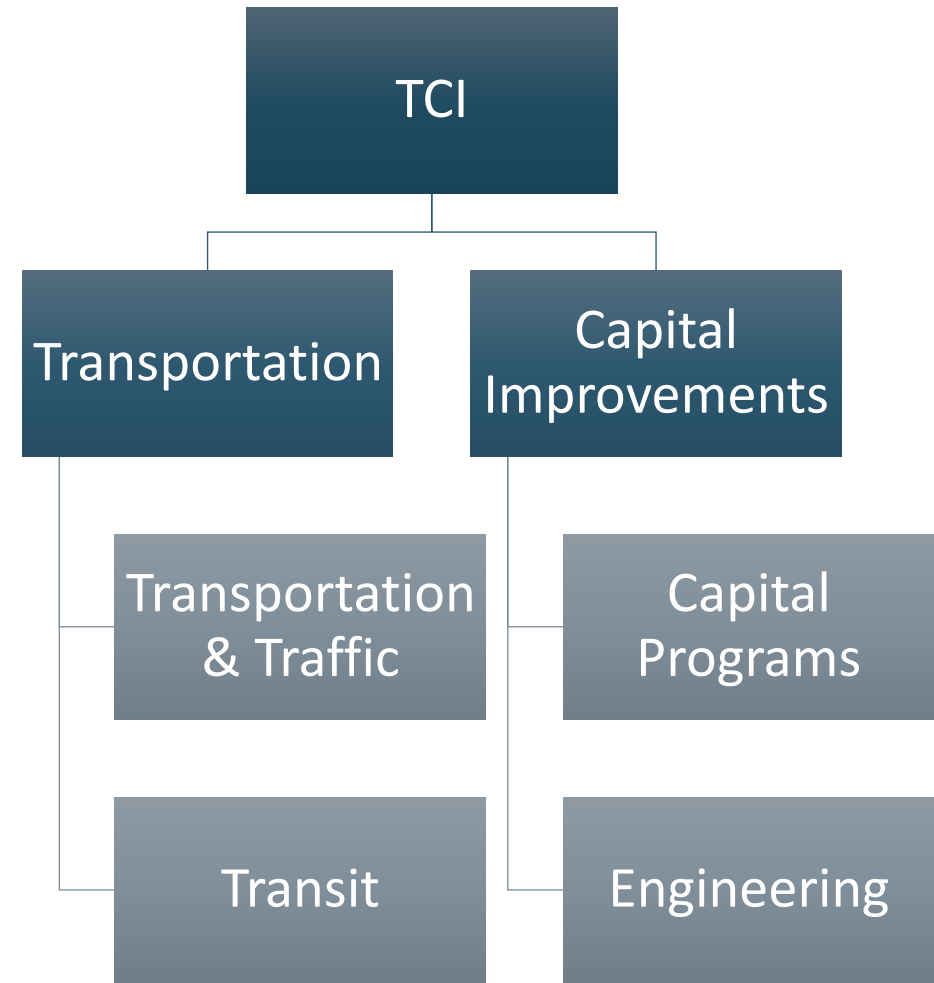 TCI
Transportation
Capital
Improvements
Transportation
& Traffic
Capital
Programs
Transit
Engineering